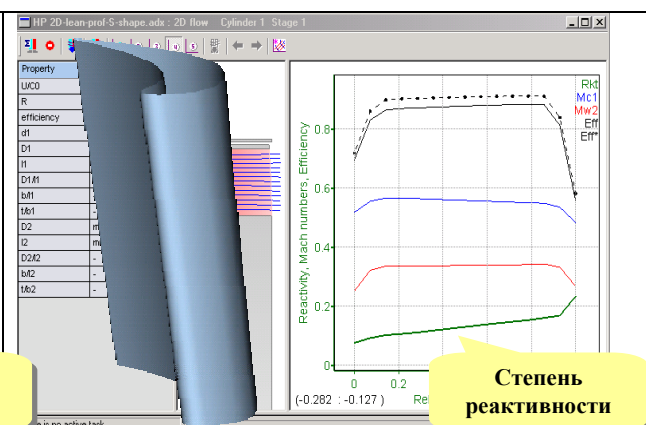 HP 2D-lean-prof-S-shape.adx : 2D flow Cylinder 1 Stage 1
Property
U/C0
R
efficiency
d1
D1
l1
D1/l1
b/l1
t/b1 -
D2
l2
D2/l2 -
b/l2 -
t/b2 -
Rkt
Mc1
Mw2
Eff
Eff*
Reactivity, Mach numbers, Efficiency
0.8
0.6
0.4
0.2
0
0 0.2
(-0.282 : -0.127 )
Степень
реактивности
no active task